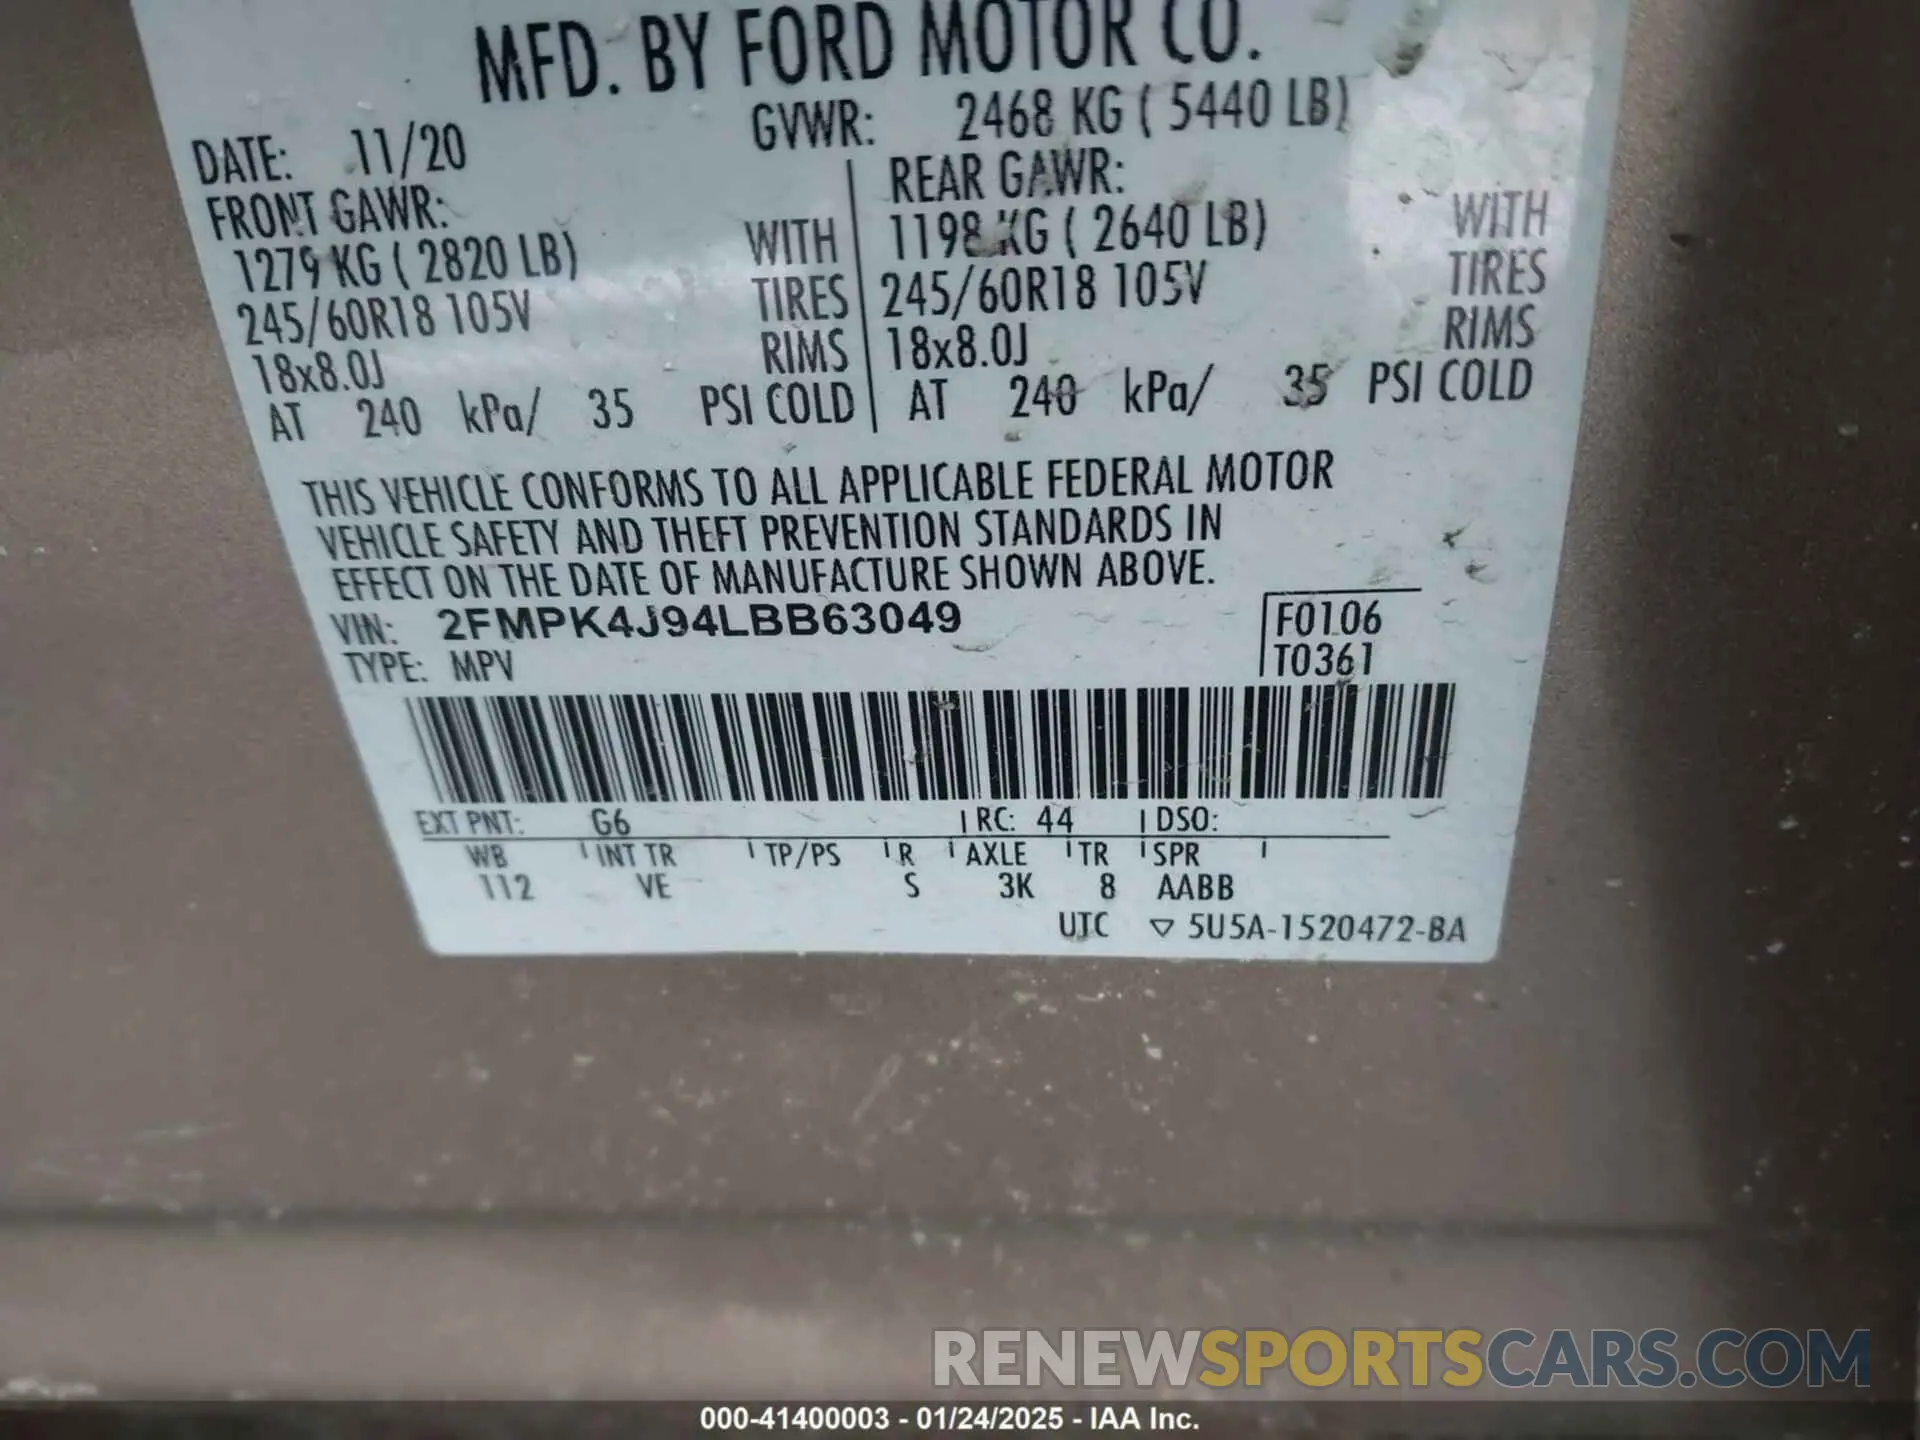 MFD. BY FORD MOTOR CO.
DATE: 11/20 GVWR: 2468 KG ( 5440 LB)
FRONT GAWR: REAR GAWR:
1279 KG ( 2820 LB) WITH 1198 KG ( 2640 LB) WITH
245/60R18 105V TIRES 245/60R18 105V TIRES
18x8.0J RIMS 18x8.0J RIMS
AT 240 kPa/ 35 PSI COLD AT 240 kPa/ 35 PSI COLD
THIS VEHICLE CONFORMS TO ALL APPLICABLE FEDERAL MOTOR
VEHICLE SAFETY AND THEFT PREVENTION STANDARDS IN
EFFECT ON THE DATE OF MANUFACTURE SHOWN ABOVE.
VIN: 2FMPK4J94LBB63049 F0106
TYPE: MPV T0361
EXT PNT: G6 RC: 44 DSO:
WB INT TR TP/PS R AXLE TR SPR
112 VE S 3K 8 AABB
UTC ▽ 5U5A-1520472-BA
RENEWSPORTSCARS.COM
000-41400003 - 01/24/2025 - IAA Inc.